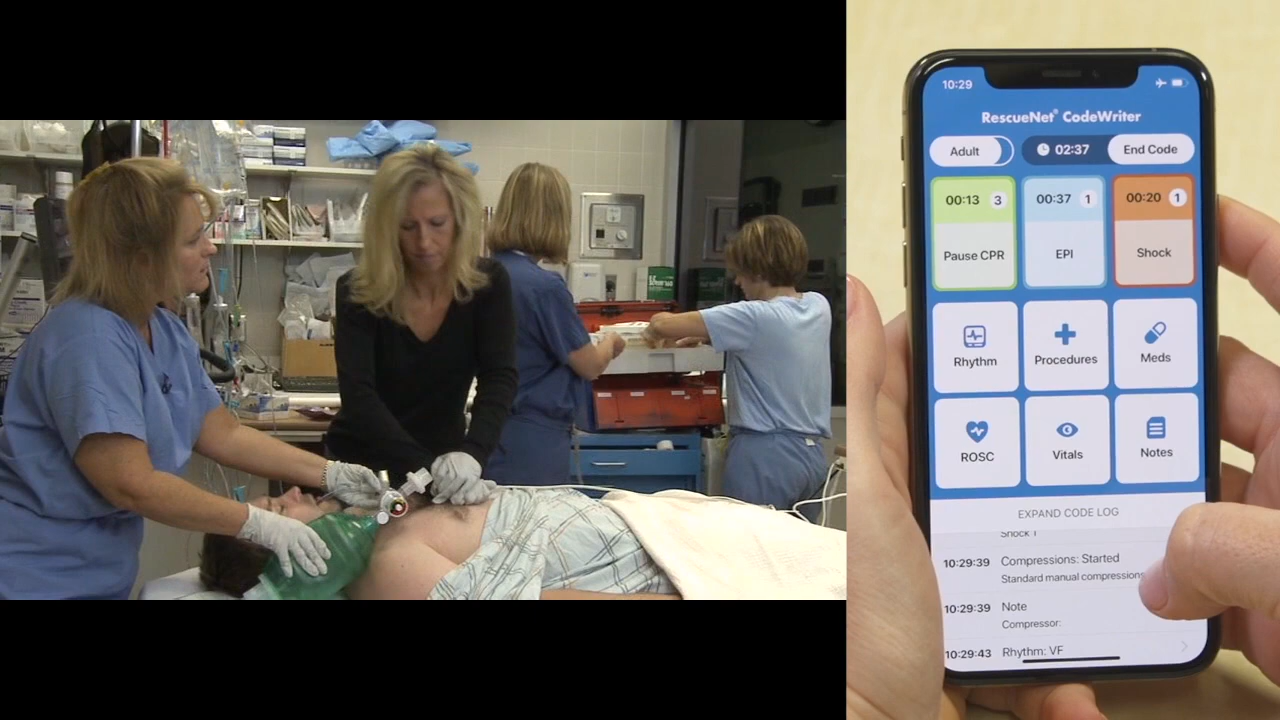 10:29
RescueNet® CodeWriter
Adult
02:37
End Code
00:13 3
00:37 1
00:20 1
Pause CPR
EPI
Shock
Rhythm
Procedures
Meds
ROSC
Vitals
Notes
EXPAND CODE LOG
Shock 1
10:29:39 Compressions: Started
Standard manual compressions
10:29:39 Note
Compressor:
10:29:43 Rhythm: VF